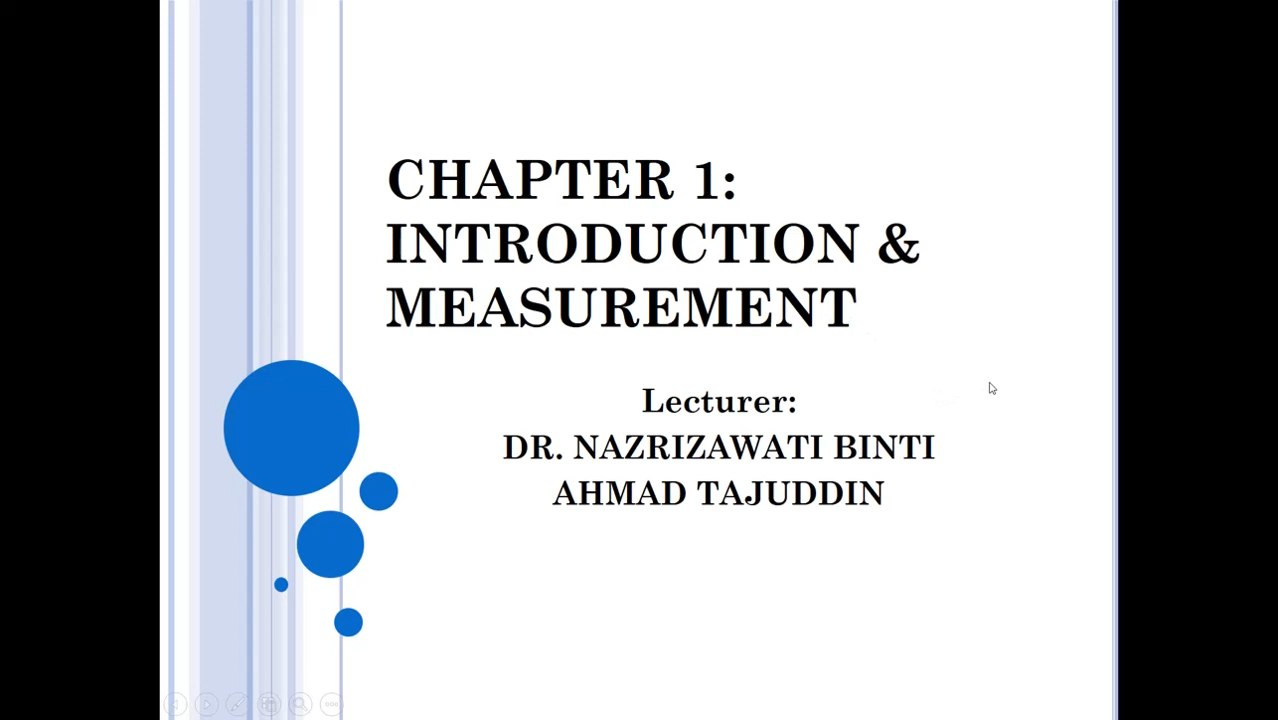 CHAPTER 1:
INTRODUCTION &
MEASUREMENT
Lecturer:
DR. NAZRIZAWATI BINTI
AHMAD TAJUDDIN